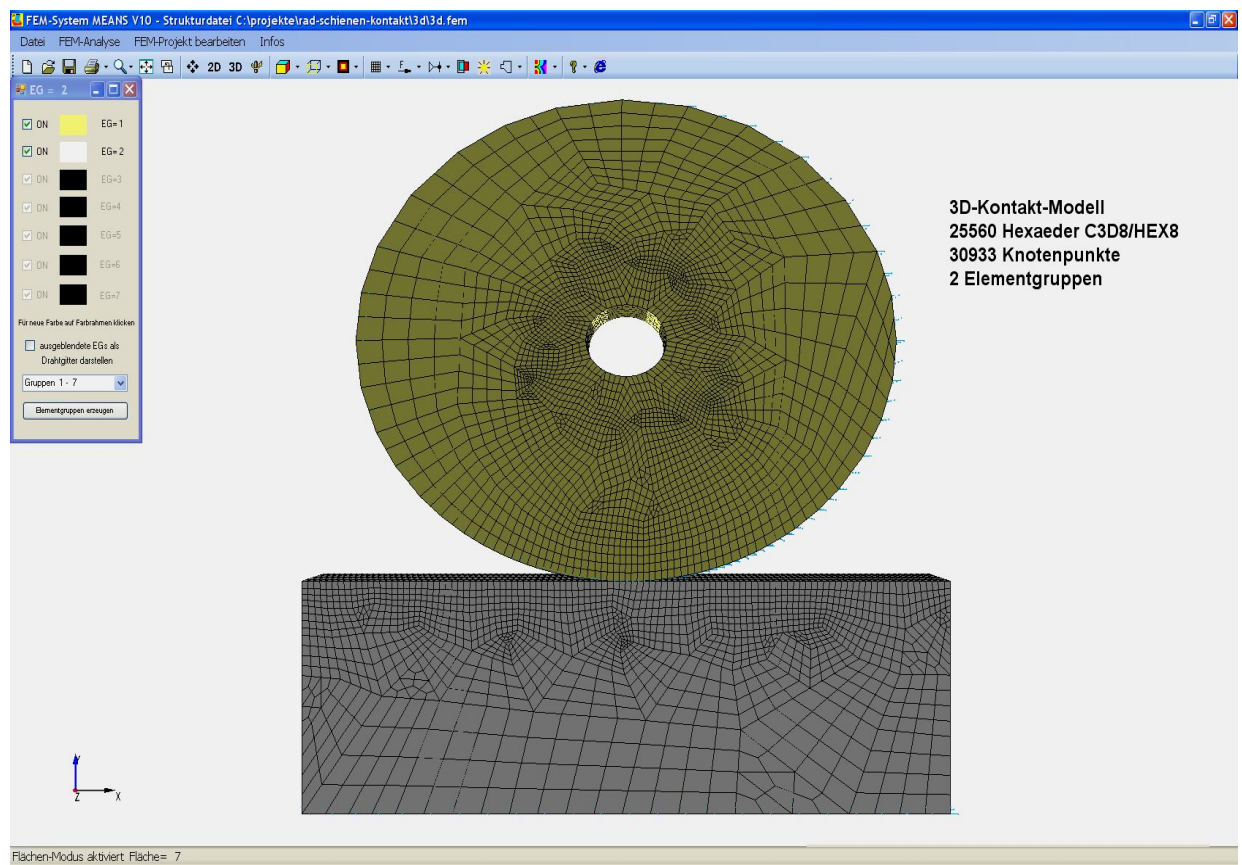 FEM-System MEANS V10 - Strukturdatei C:\projekte\rad-schienen-kontakt\3d\3d.fem
Datei FEM-Analyse FEM-Projekt bearbeiten Infos
2D 3D
EG = 2
ON EG=1
ON EG=2
ON EG=3
ON EG=4
ON EG=5
ON EG=6
ON EG=7
Für neue Farbe auf Farbrahmen klicken
ausgeblendete EGs als
Drahtgitter darstellen
Gruppen 1 - 7
Elementgruppen erzeugen
3D-Kontakt-Modell
25560 Hexaeder C3D8/HEX8
30933 Knotenpunkte
2 Elementgruppen
Y
Z X
Flächen-Modus aktiviert Fläche= 7